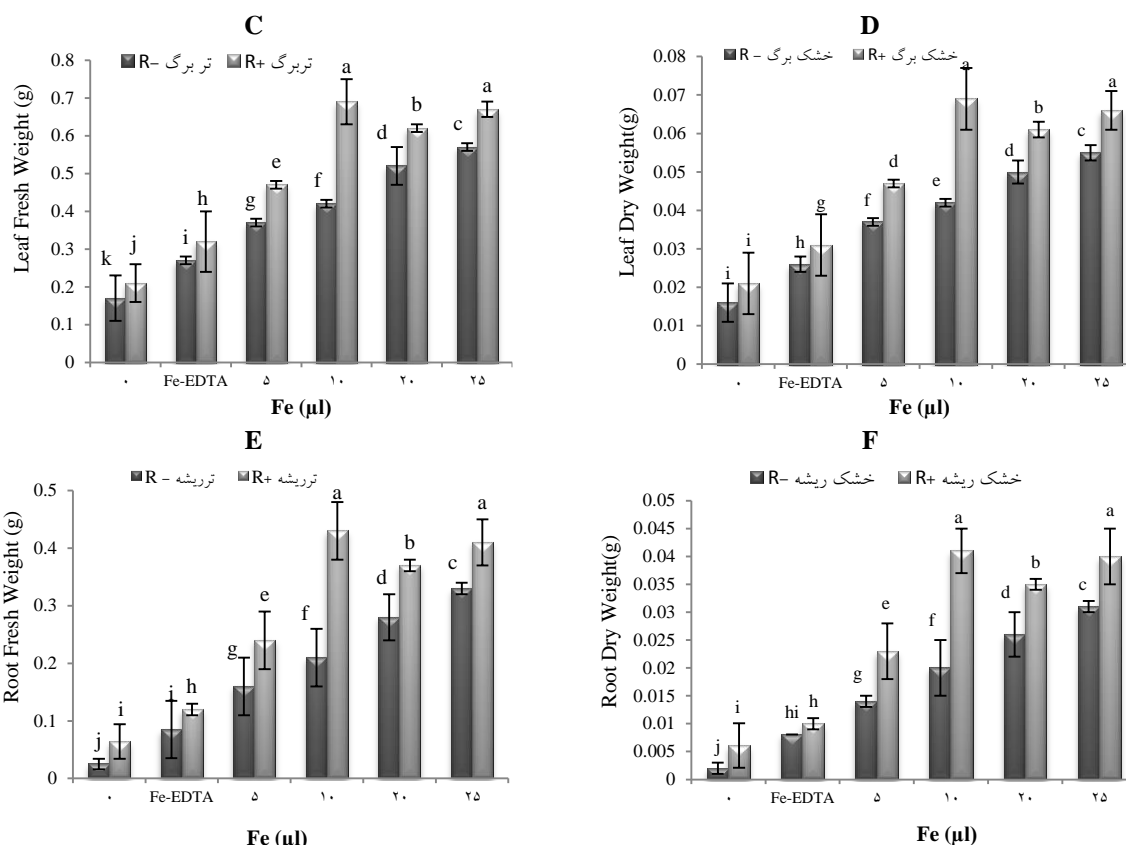 C
تر برگ – R
تربرگ +R
Leaf Fresh Weight (g)
0.8
0.7
0.6
0.5
0.4
0.3
0.2
0.1
0
k
j
i
h
g
e
f
a
d
b
c
a
۰
Fe-EDTA
۵
۱۰
۲۰
۲۵
Fe (µl)
D
خشک برگ – R
خشک برگ +R
Leaf Dry Weight(g)
0.08
0.07
0.06
0.05
0.04
0.03
0.02
0.01
0
i
i
h
g
f
d
e
a
d
b
c
a
۰
Fe-EDTA
۵
۱۰
۲۰
۲۵
Fe (µl)
E
ترریشه – R
ترریشه +R
Root Fresh Weight (g)
0.5
0.4
0.3
0.2
0.1
0
j
i
i
h
g
e
f
a
d
b
c
a
۰
Fe-EDTA
۵
۱۰
۲۰
۲۵
Fe (µl)
F
خشک ریشه –R
خشک ریشه +R
Root Dry Weight(g)
0.05
0.045
0.04
0.035
0.03
0.025
0.02
0.015
0.01
0.005
0
j
i
hi
h
g
e
f
a
d
b
c
a
۰
Fe-EDTA
۵
۱۰
۲۰
۲۵
Fe (µl)